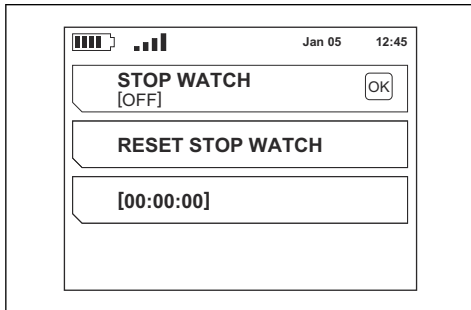 Jan 05 12:45
STOP WATCH
[OFF]
OK
RESET STOP WATCH
[00:00:00]